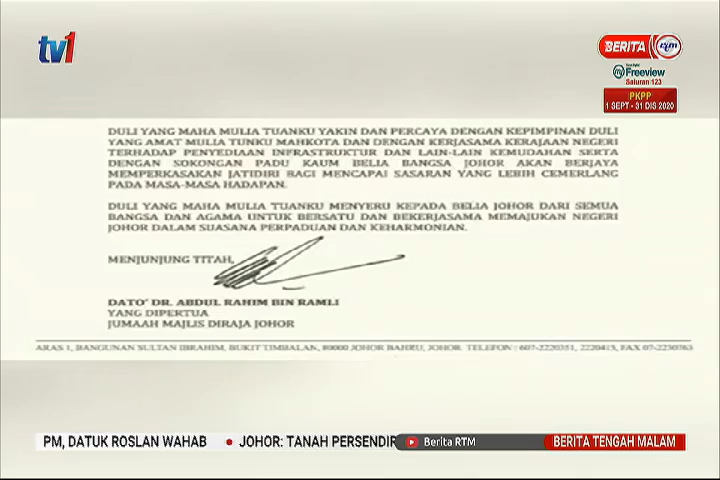 tv1
BERITA rtm
myFreeview
Saluran 123
PKPP
1 SEPT - 31 DIS 2020
DULI YANG MAHA MULIA TUANKU YAKIN DAN PERCAYA DENGAN KEPIMPINAN DULI
YANG AMAT MULIA TUNKU MAHKOTA DAN DENGAN KERJASAMA KERAJAAN NEGERI
TERHADAP PENYEDIAAN INFRASTRUKTUR DAN LAIN-LAIN KEMUDAHAN SERTA
DENGAN SOKONGAN PADU KAUM BELIA BANGSA JOHOR AKAN BERJAYA
MEMPERKASAKAN JATIDIRI BAGI MENCAPAI SASARAN YANG LEBIH CEMERLANG
PADA MASA-MASA HADAPAN.
DULI YANG MAHA MULIA TUANKU MENYERU KEPADA BELIA JOHOR DARI SEMUA
BANGSA DAN AGAMA UNTUK BERSATU DAN BEKERJASAMA MEMAJUKAN NEGERI
JOHOR DALAM SUASANA PERPADUAN DAN KEHARMONIAN.
MENJUNJUNG TITAH,
DATO' DR. ABDUL RAHIM BIN RAMLI
YANG DIPERTUA
JUMAAH MAJLIS DIRAJA JOHOR
ARAS 1, BANGUNAN SULTAN IBRAHIM, BUKIT TIMBALAN, 80000 JOHOR BAHRU, JOHOR. TELEFON : 607-2220351, 2220413, FAX 07-2230763
PM, DATUK ROSLAN WAHAB • JOHOR: TANAH PERSENDIR
Berita RTM
BERITA TENGAH MALAM